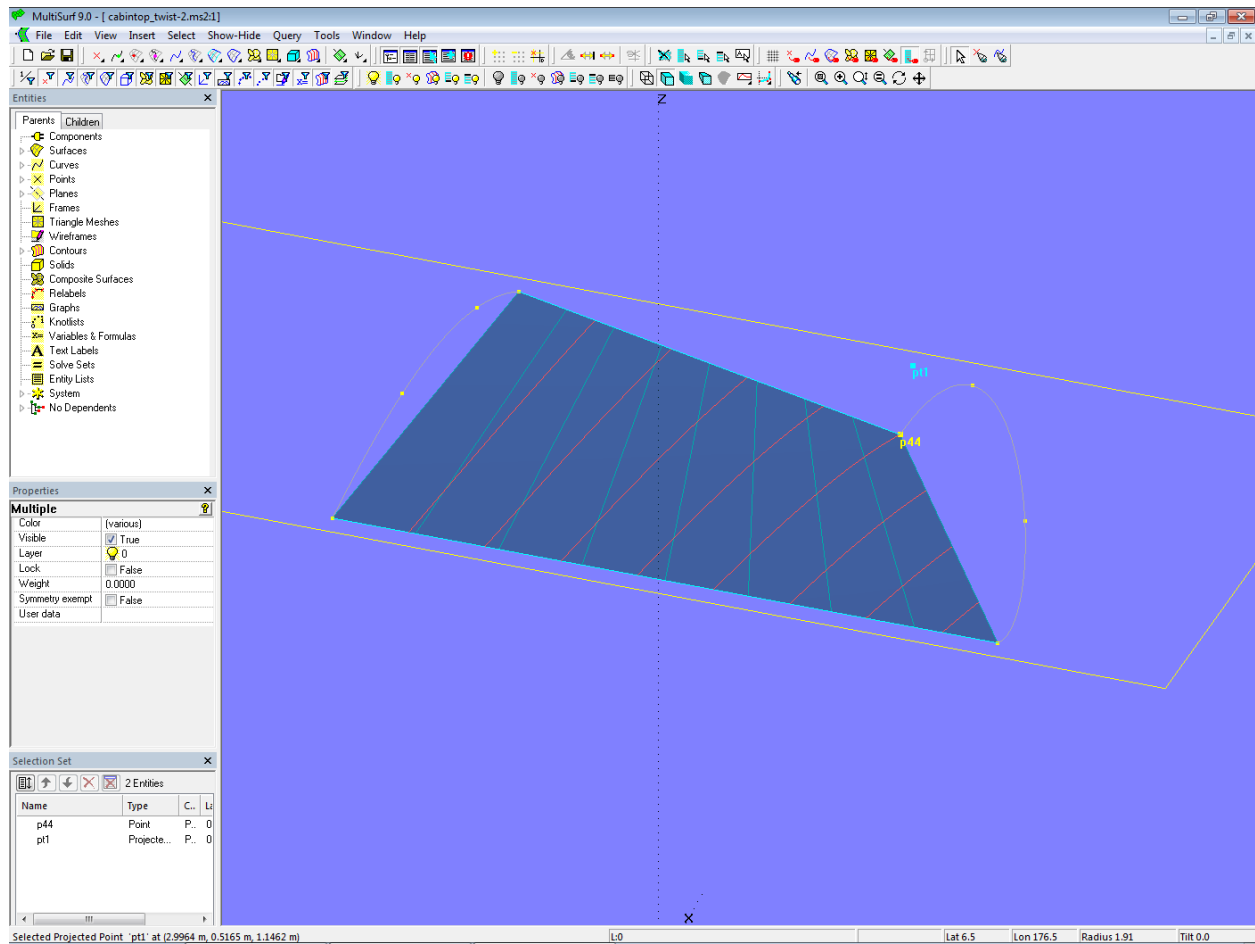 MultiSurf 9.0 - [ cabintop_twist-2.ms2:1]
File Edit View Insert Select Show-Hide Query Tools Window Help
Entities
Parents Children
Components
Surfaces
Curves
Points
Planes
Frames
Triangle Meshes
Wireframes
Contours
Solids
Composite Surfaces
Relabels
Graphs
Knotlists
Variables & Formulas
Text Labels
Solve Sets
Entity Lists
System
No Dependents
Z
pt1
p44
X
Properties
Multiple
Color (various)
Visible True
Layer 0
Lock False
Weight 0.0000
Symmetry exempt False
User data
Selection Set
2 Entities
Name Type C.. La
p44 Point P.. 0
pt1 Projecte... P.. 0
Selected Projected Point 'pt1' at (2.9964 m, 0.5165 m, 1.1462 m) L:0 Lat 6.5 Lon 176.5 Radius 1.91 Tilt 0.0